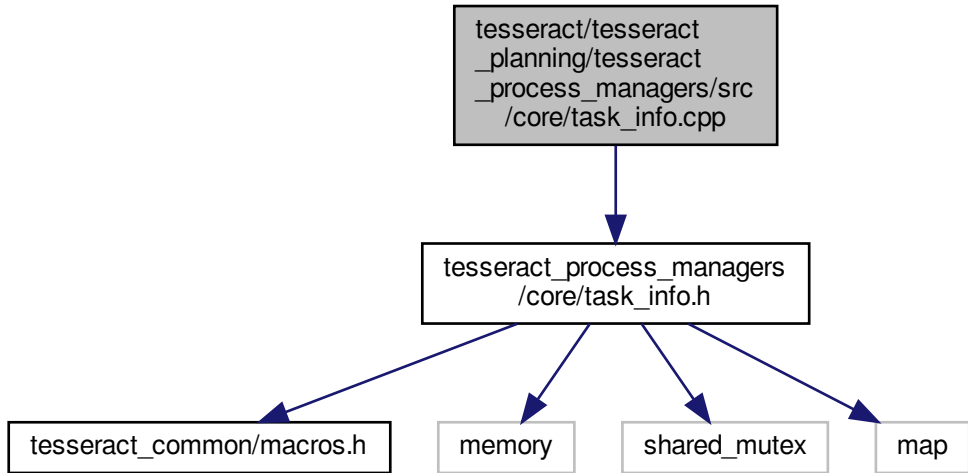 tesseract/tesseract
_planning/tesseract
_process_managers/src
/core/task_info.cpp
tesseract_process_managers
/core/task_info.h
tesseract_common/macros.h
memory
shared_mutex
map